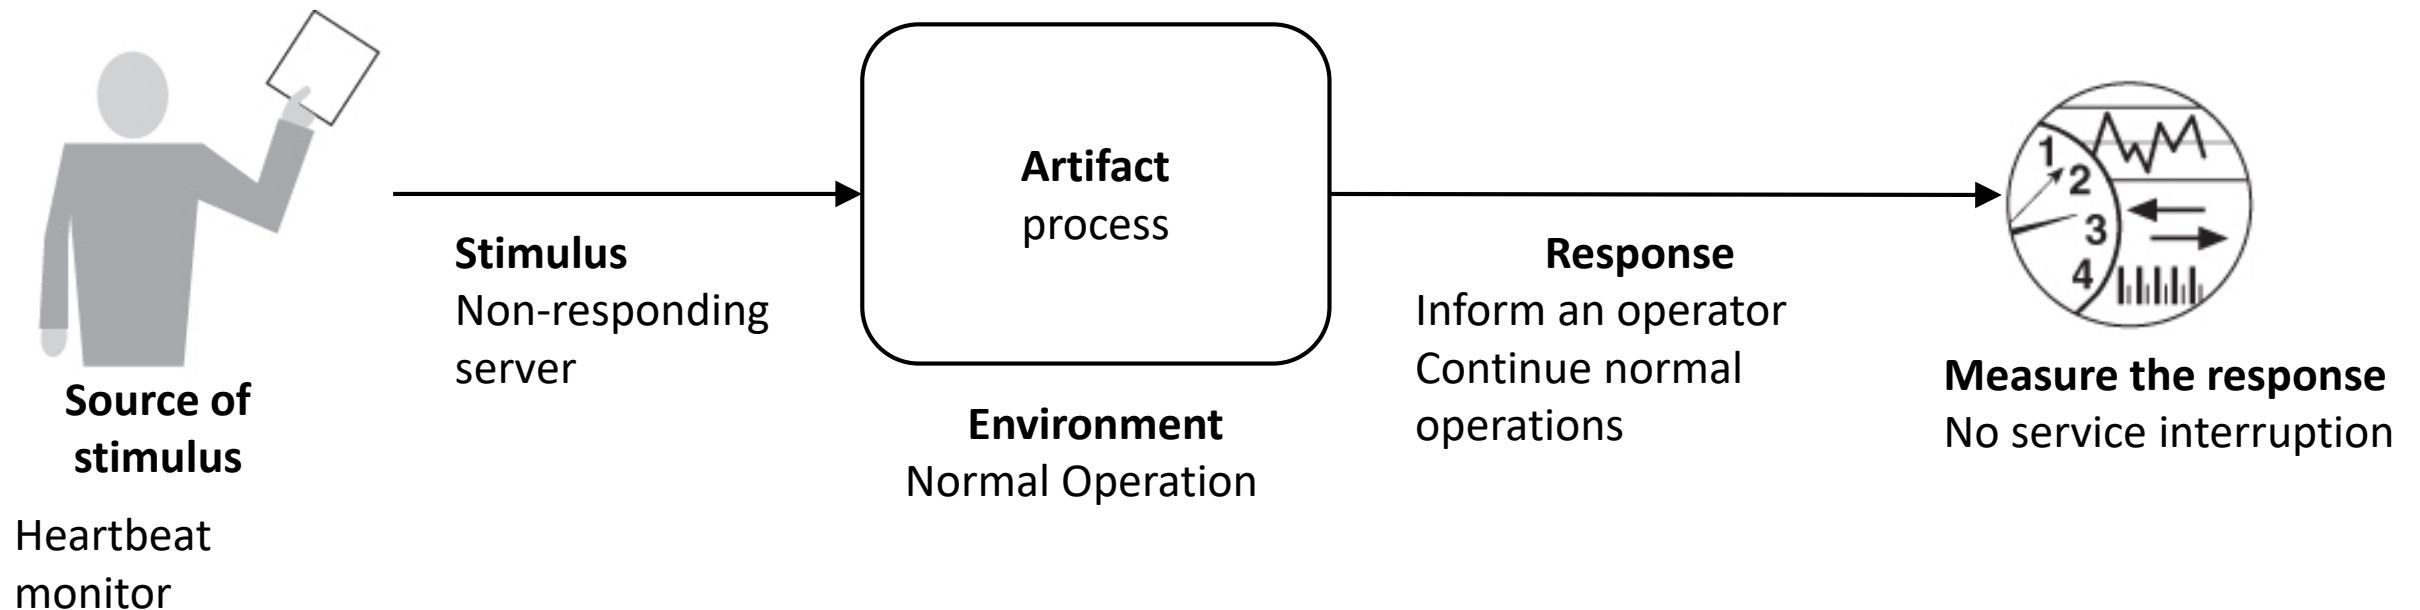 Source of
stimulus
Heartbeat
monitor
Stimulus
Non-responding
server
Artifact
process
Environment
Normal Operation
Response
Inform an operator
Continue normal
operations
1
2
3
4
Measure the response
No service interruption